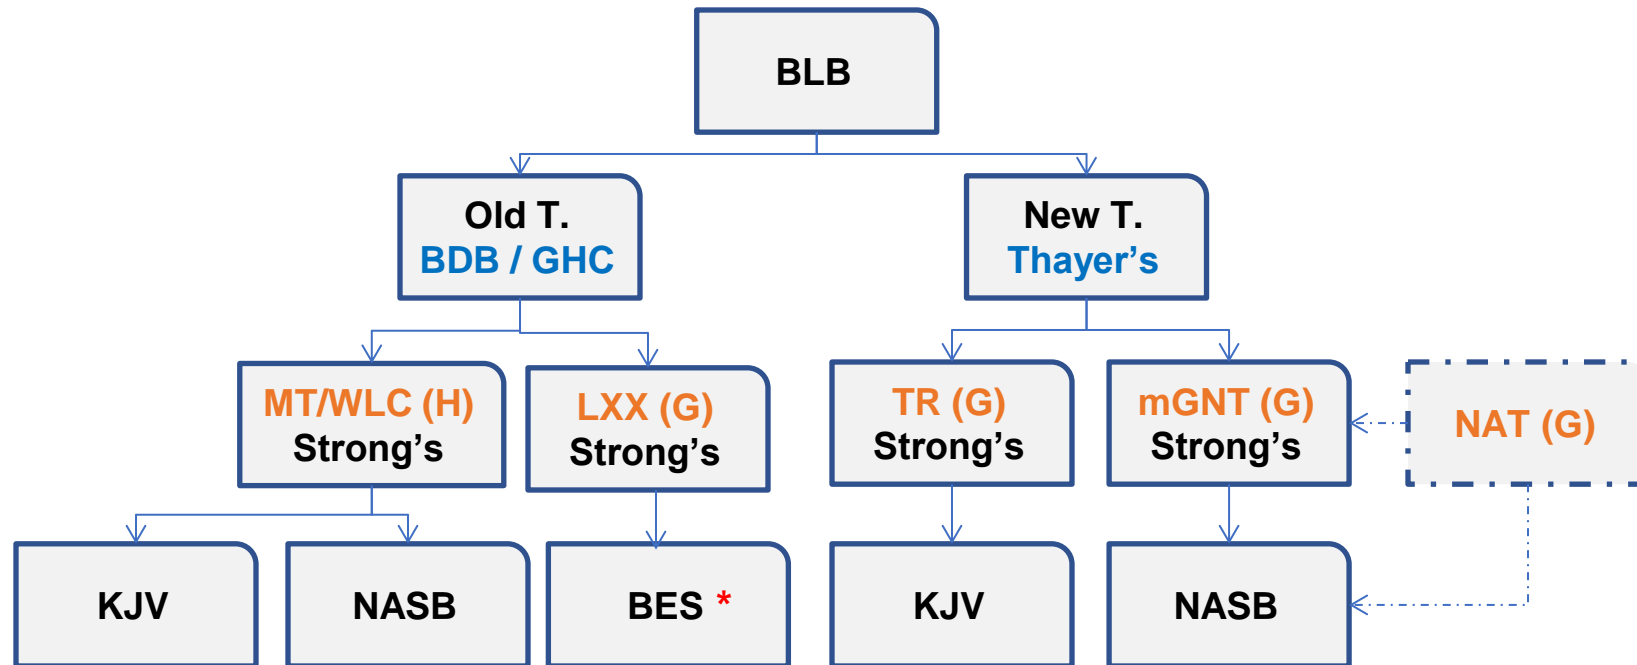 BLB
Old T.
BDB / GHC
New T.
Thayer’s
MT/WLC (H)
Strong’s
LXX (G)
Strong’s
TR (G)
Strong’s
mGNT (G)
Strong’s
NAT (G)
KJV
NASB
BES *
KJV
NASB